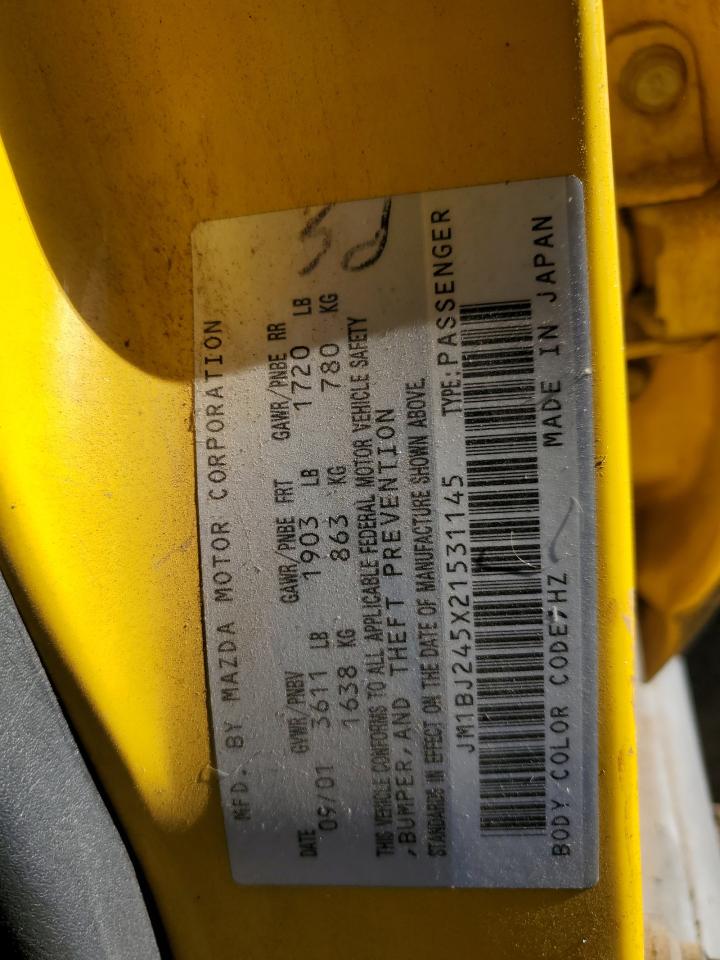 MFD. BY MAZDA MOTOR CORPORATION
DATE GVWR/PNBV GAWR/PNBE FRT GAWR/PNBE RR
09/01 3611 LB 1903 LB 1720 LB
1638 KG 863 KG 780 KG
THIS VEHICLE CONFORMS TO ALL APPLICABLE FEDERAL MOTOR VEHICLE SAFETY
,BUMPER,AND THEFT PREVENTION
STANDARDS IN EFFECT ON THE DATE OF MANUFACTURE SHOWN ABOVE.
JM1BJ245X21531145 TYPE:PASSENGER
BODY COLOR CODE:HZ MADE IN JAPAN